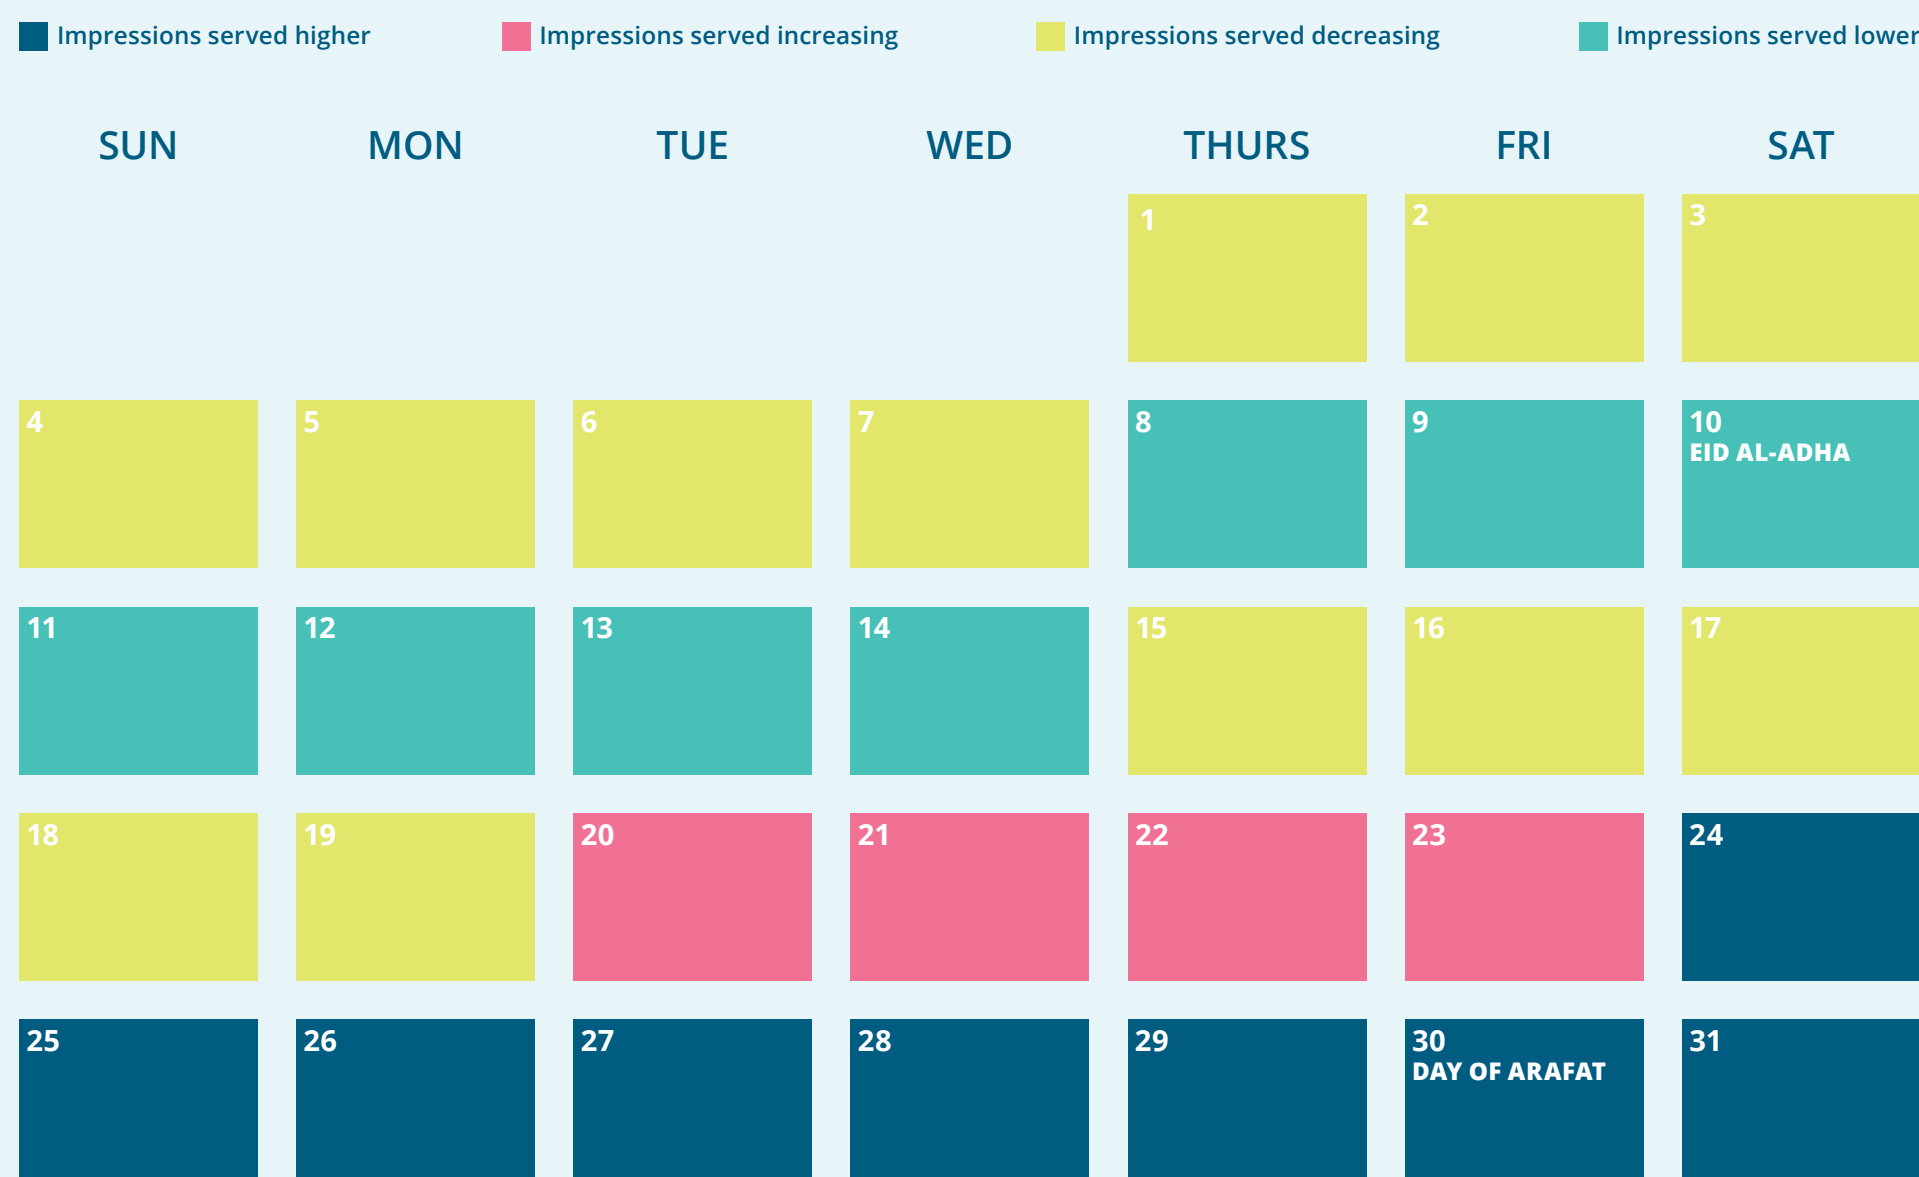 Impressions served higher Impressions served increasing Impressions served decreasing Impressions served lower
SUN MON TUE WED THURS FRI SAT
1 2 3
4 5 6 7 8 9 10
EID AL-ADHA
11 12 13 14 15 16 17
18 19 20 21 22 23 24
25 26 27 28 29 30 31
DAY OF ARAFAT